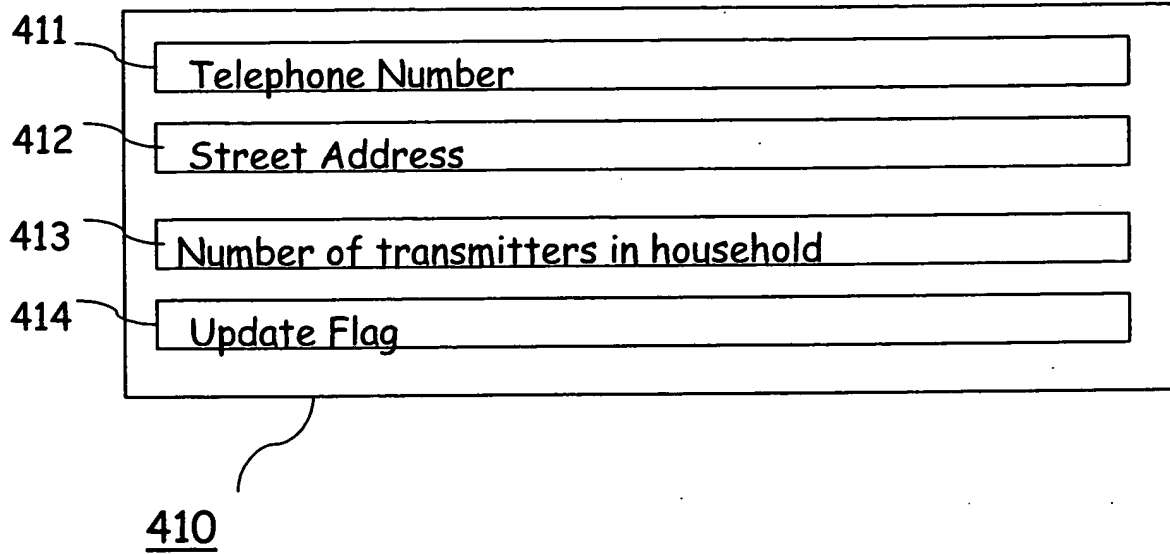 411
Telephone Number
412
Street Address
413
Number of transmitters in household
414
Update Flag
410